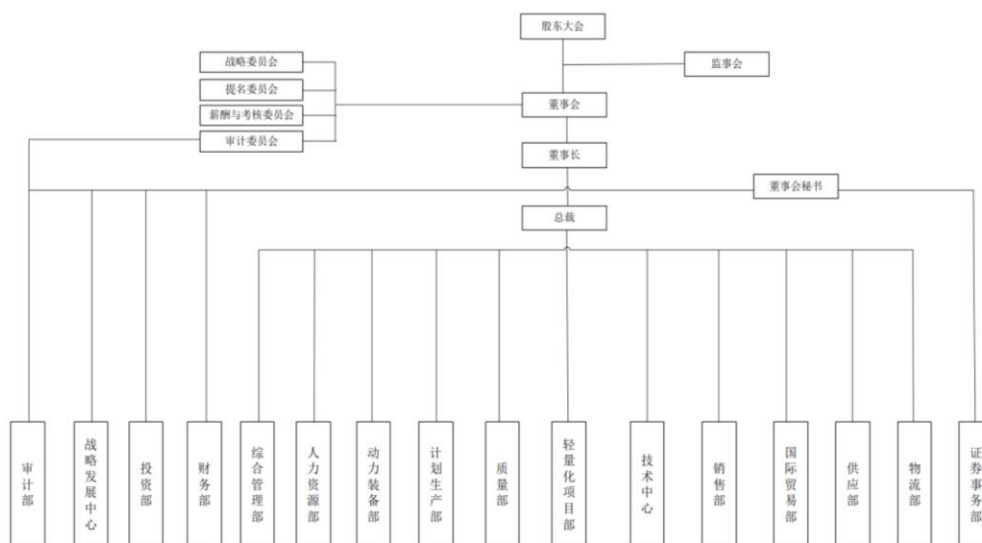 股东大会
战略委员会
监事会
提名委员会
董事会
薪酬与考核委员会
审计委员会
董事长
董事会秘书
总裁
审计部
战略发展中心
投资部
财务部
综合管理部
人力资源部
动力装备部
计划生产部
质量部
轻量化项目部
技术中心
销售部
国际贸易部
供应部
物流部
证券事务部